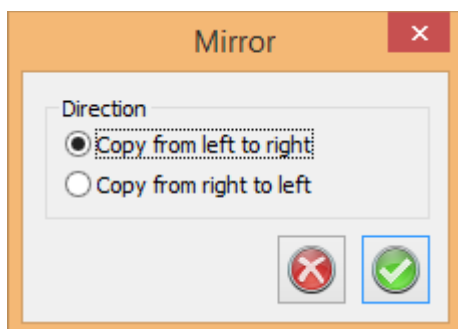 Mirror
Direction
Copy from left to right
Copy from right to left